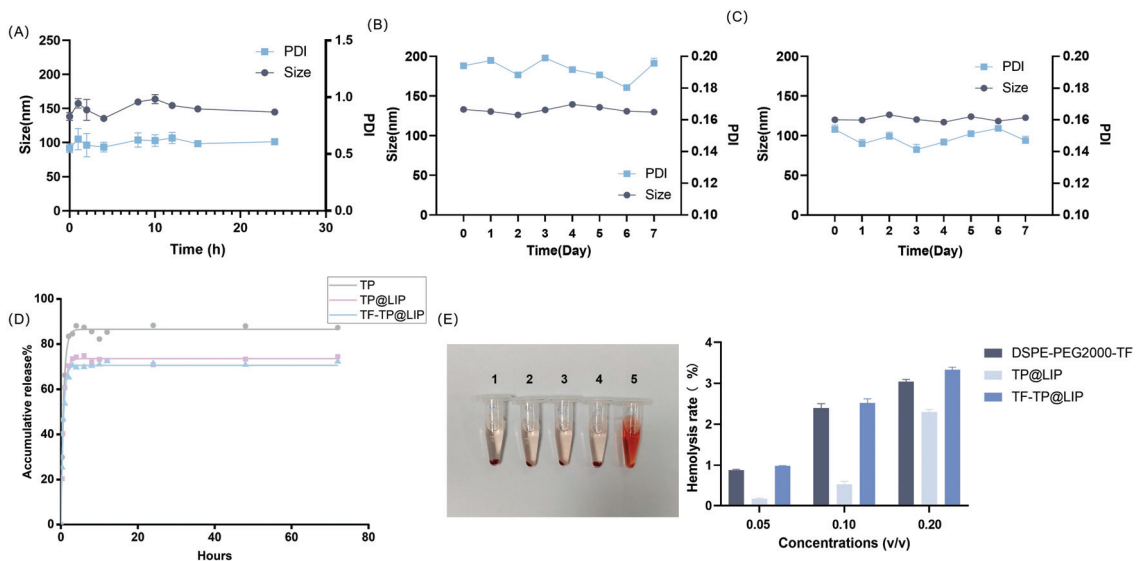 (A)
Size(nm)
250
200
150
100
50
0
0
10
20
30
Time (h)
1.5
1.0
0.5
0.0
PDI
PDI
Size
(B)
Size(nm)
200
150
100
50
0
0 1 2 3 4 5 6 7
Time(Day)
0.20
0.18
0.16
0.14
0.12
0.10
PDI
PDI
Size
(C)
Size(nm)
200
150
100
50
0
0 1 2 3 4 5 6 7
Time(Day)
0.20
0.18
0.16
0.14
0.12
0.10
PDI
PDI
Size
(D)
Accumulative release%
100
80
60
40
20
0
0 20 40 60 80
Hours
TP
TP@LIP
TF-TP@LIP
(E)
1 2 3 4 5
Hemolysis rate ( %)
4
3
2
1
0
0.05 0.10 0.20
Concentrations (v/v)
DSPE-PEG2000-TF
TP@LIP
TF-TP@LIP